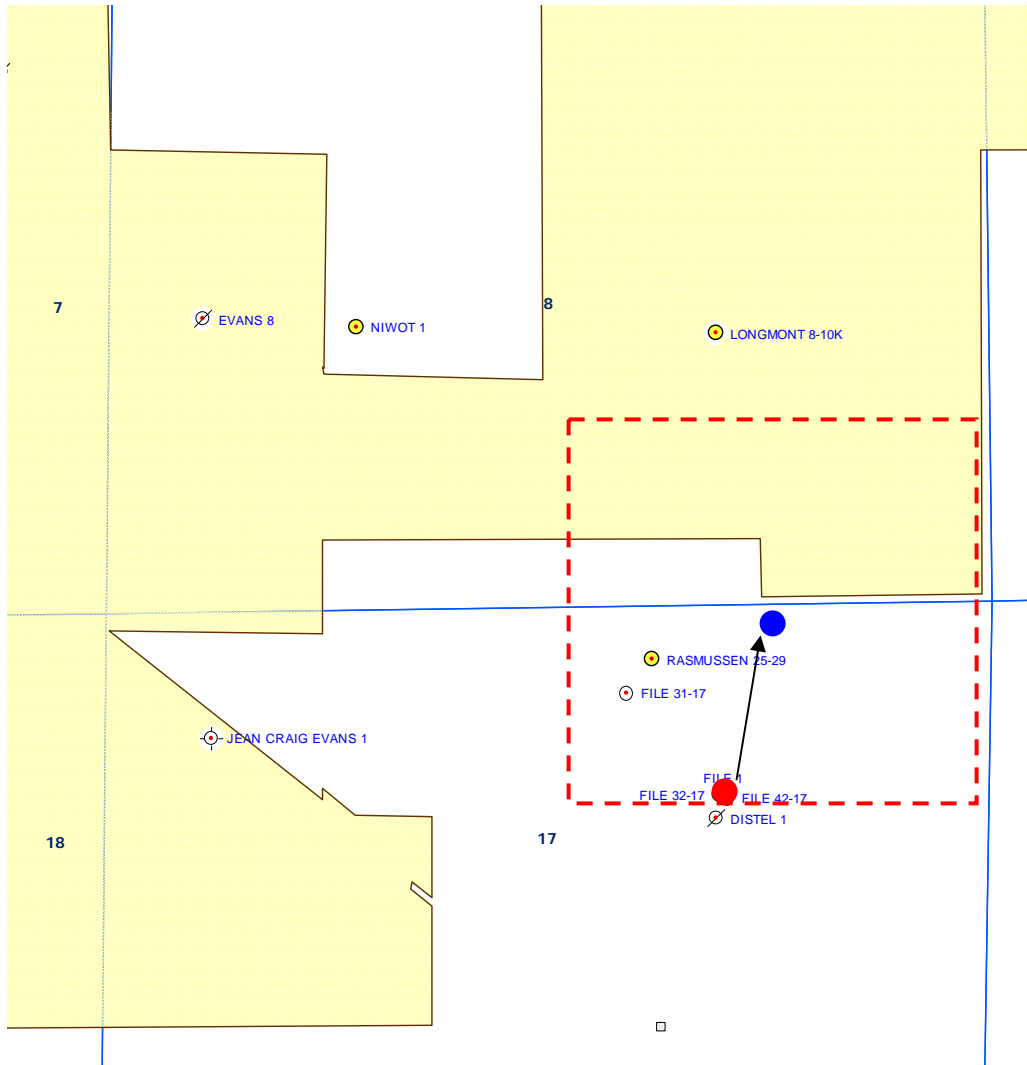 7
8
EVANS 8
NIWOT 1
LONGMONT 8-10K
RASMUSSEN 25-29
FILE 31-17
JEAN CRAIG EVANS 1
FILE 1
FILE 32-17
FILE 42-17
DISTEL 1
18
17